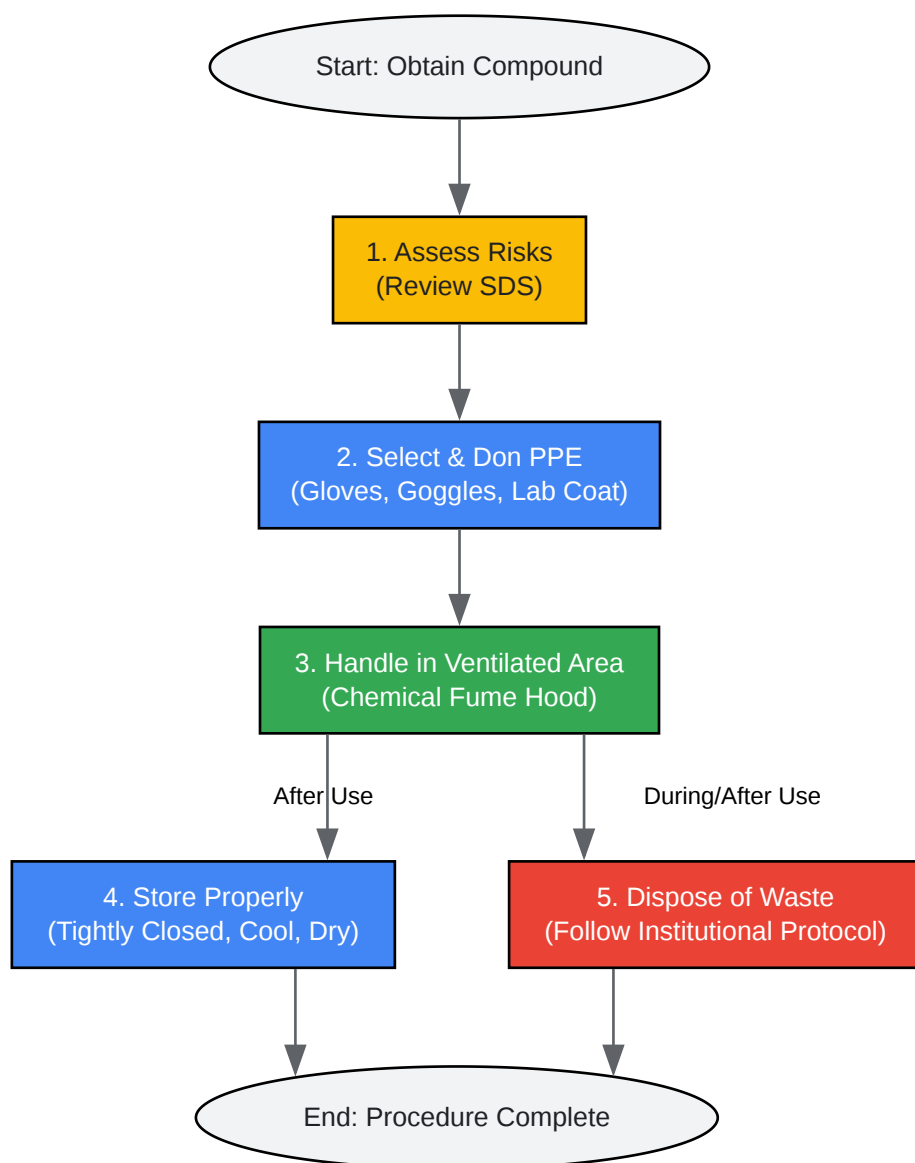 Start: Obtain Compound
1. Assess Risks
(Review SDS)
2. Select & Don PPE
(Gloves, Goggles, Lab Coat)
3. Handle in Ventilated Area
(Chemical Fume Hood)
After Use
During/After Use
4. Store Properly
(Tightly Closed, Cool, Dry)
5. Dispose of Waste
(Follow Institutional Protocol)
End: Procedure Complete